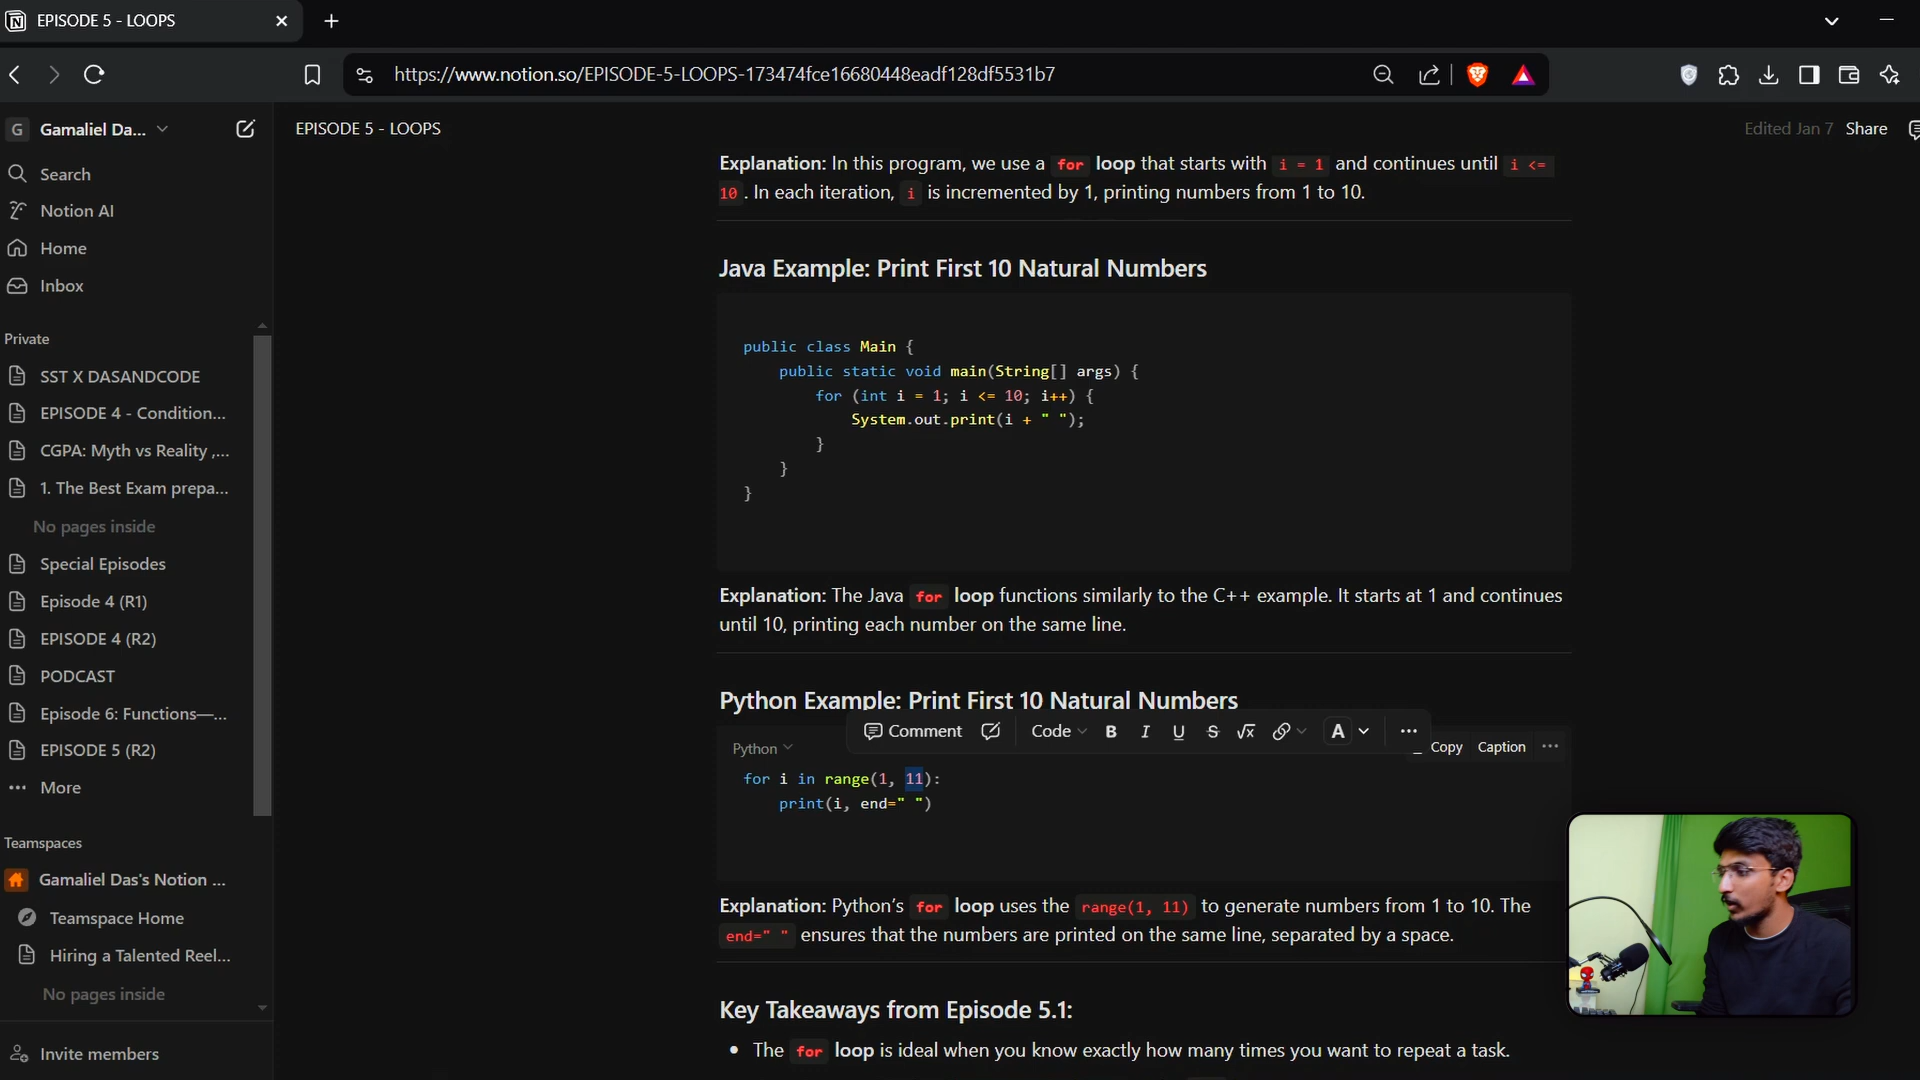 EPISODE 5 - LOOPS
https://www.notion.so/EPISODE-5-LOOPS-173474fce16680448eadf128df5531b7
G Gamaliel Da...
EPISODE 5 - LOOPS
Edited Jan 7 Share
Search
Notion AI
Home
Inbox
Private
SST X DASANDCODE
EPISODE 4 - Condition...
CGPA: Myth vs Reality ,...
1. The Best Exam prepa...
No pages inside
Special Episodes
Episode 4 (R1)
EPISODE 4 (R2)
PODCAST
Episode 6: Functions—...
EPISODE 5 (R2)
More
Teamspaces
Gamaliel Das's Notion ...
Teamspace Home
Hiring a Talented Reel...
No pages inside
Invite members
Explanation: In this program, we use a for loop that starts with i = 1 and continues until i <=
10 . In each iteration, i is incremented by 1, printing numbers from 1 to 10.
Java Example: Print First 10 Natural Numbers
public class Main {
public static void main(String[] args) {
for (int i = 1; i <= 10; i++) {
System.out.print(i + " ");
}
}
}
Explanation: The Java for loop functions similarly to the C++ example. It starts at 1 and continues
until 10, printing each number on the same line.
Python Example: Print First 10 Natural Numbers
Comment Code B I U S √x A
Python Copy Caption
for i in range(1, 11):
print(i, end=" ")
Explanation: Python’s for loop uses the range(1, 11) to generate numbers from 1 to 10. The
end=" " ensures that the numbers are printed on the same line, separated by a space.
Key Takeaways from Episode 5.1:
• The for loop is ideal when you know exactly how many times you want to repeat a task.